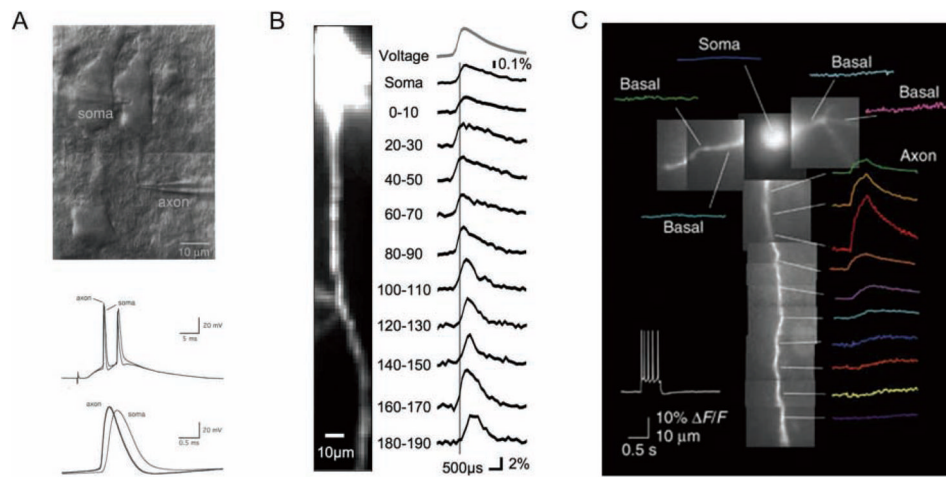 A
soma
axon
10 µm
axon
soma
20 mV
5 ms
axon
soma
20 mV
0.5 ms
B
Voltage
0.1%
Soma
0-10
20-30
40-50
60-70
80-90
100-110
120-130
140-150
160-170
180-190
10µm
500µs
2%
C
Soma
Basal
Basal
Basal
Axon
Basal
10% ΔF/F
10 µm
0.5 s